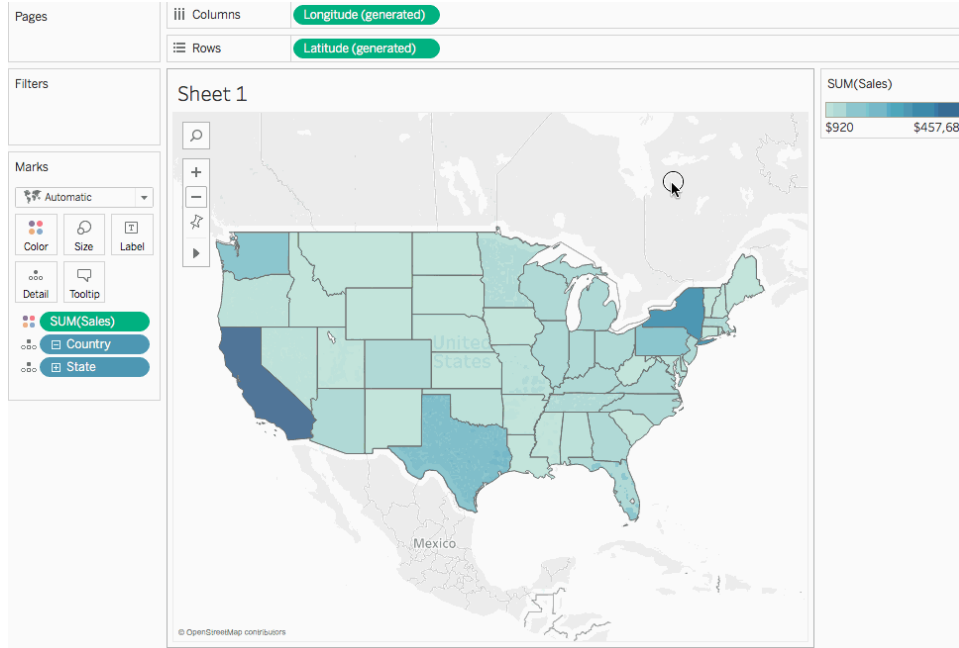 Pages
Columns
Longitude (generated)
Rows
Latitude (generated)
Filters
Sheet 1
SUM(Sales)
$920
$457,68
Marks
Automatic
Color
Size
Label
Detail
Tooltip
SUM(Sales)
Country
State
United
States
Mexico
© OpenStreetMap contributors